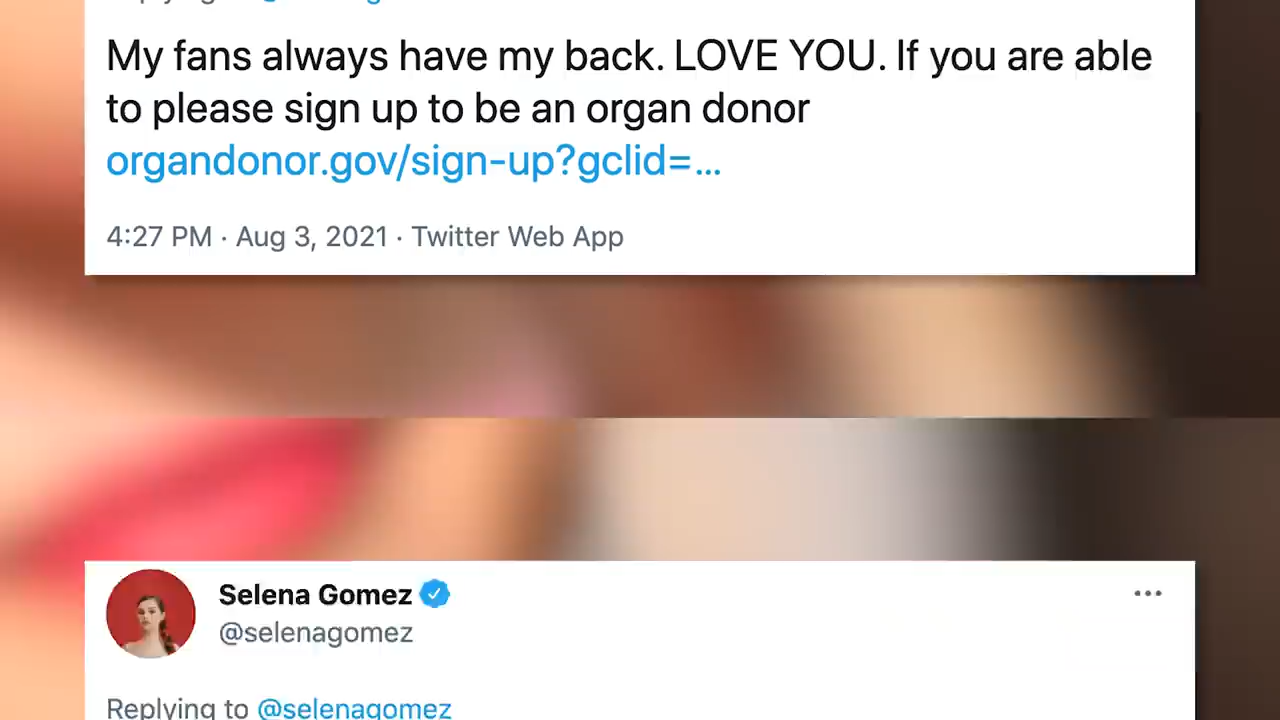 My fans always have my back. LOVE YOU. If you are able
to please sign up to be an organ donor
organdonor.gov/sign-up?gclid=...
4:27 PM · Aug 3, 2021 · Twitter Web App
Selena Gomez
@selenagomez
Replying to @selenagomez